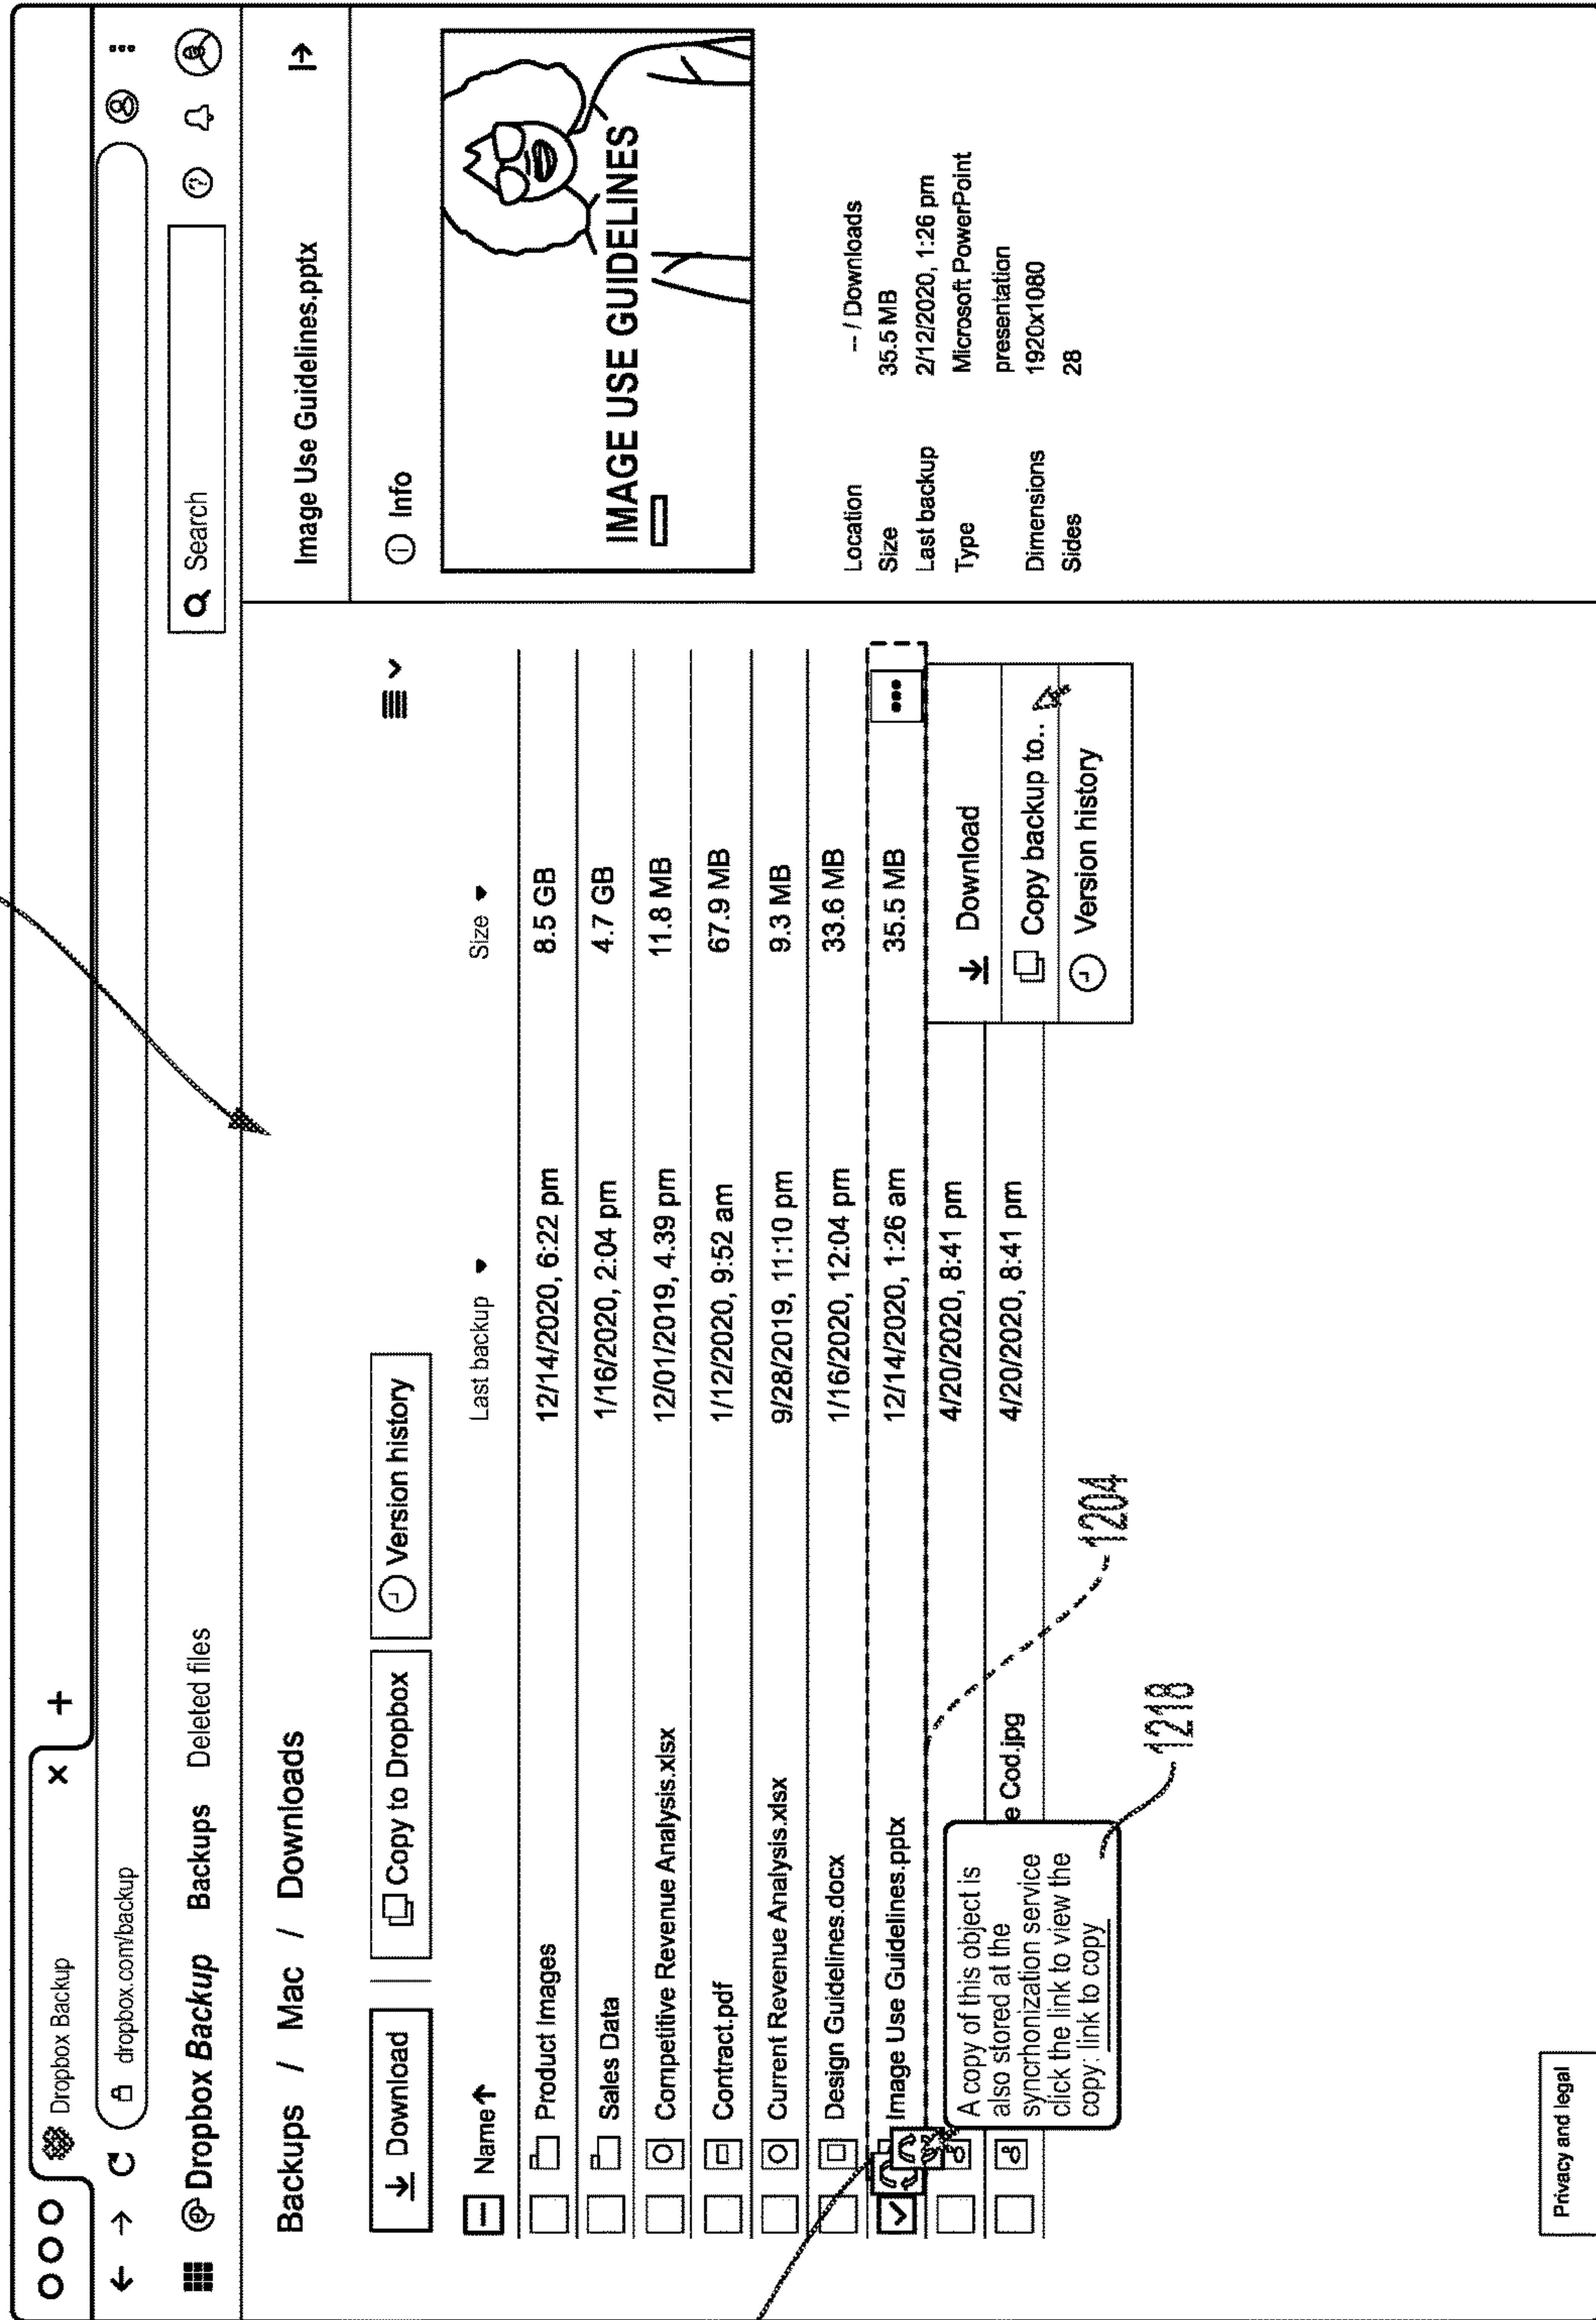 Dropbox Backup × +
dropbox.com/backup
Dropbox Backup Backups Deleted files Search
Backups / Mac / Downloads
Download Copy to Dropbox Version history
Name Last backup Size
Product Images 12/14/2020, 6:22 pm 8.5 GB
Sales Data 1/16/2020, 2:04 pm 4.7 GB
Competitive Revenue Analysis.xlsx 12/01/2019, 4.39 pm 11.8 MB
Contract.pdf 1/12/2020, 9:52 am 67.9 MB
Current Revenue Analysis.xlsx 9/28/2019, 11:10 pm 9.3 MB
Design Guidelines.docx 1/16/2020, 12:04 pm 33.6 MB
Image Use Guidelines.pptx 12/14/2020, 1:26 am 35.5 MB
4/20/2020, 8:41 pm
e Cod.jpg 4/20/2020, 8:41 pm
A copy of this object is
also stored at the
syncrhonization service
click the link to view the
copy: link to copy
1204
1218
Download
Copy backup to..
Version history
Image Use Guidelines.pptx
Info
IMAGE USE GUIDELINES
Location -- / Downloads
Size 35.5 MB
Last backup 2/12/2020, 1:26 pm
Type Microsoft PowerPoint
presentation
Dimensions 1920x1080
Sides 28
Privacy and legal